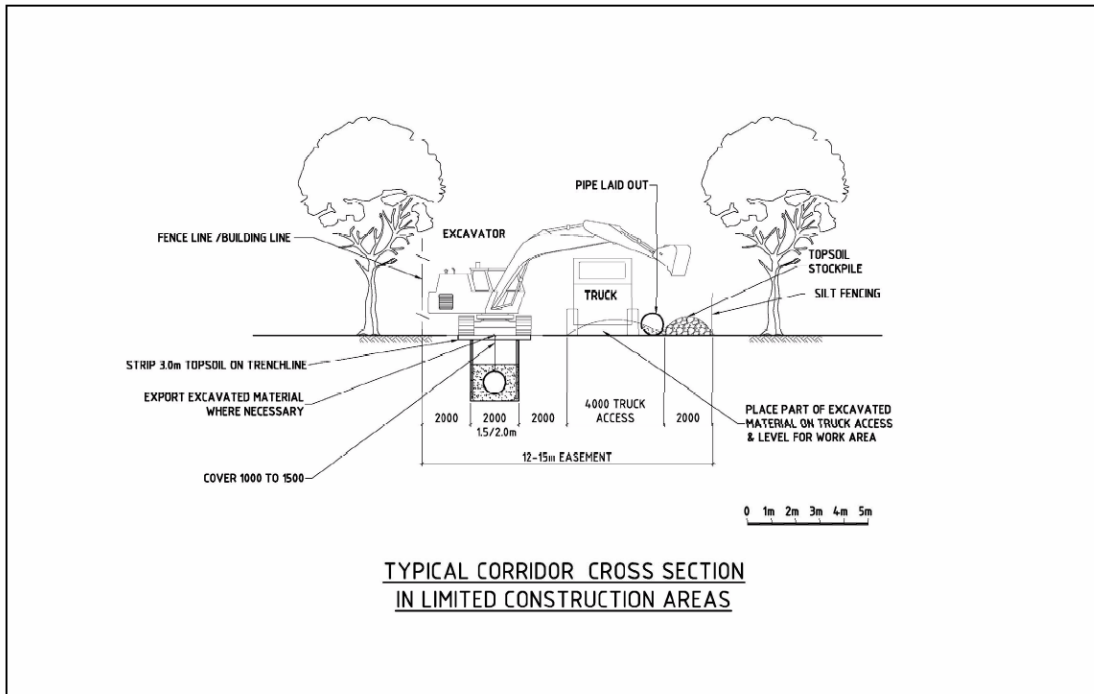 PIPE LAID OUT
FENCE LINE /BUILDING LINE
EXCAVATOR
TOPSOIL
STOCKPILE
TRUCK
SILT FENCING
STRIP 3.0m TOPSOIL ON TRENCHLINE
EXPORT EXCAVATED MATERIAL
WHERE NECESSARY
2000
2000
2000
4000 TRUCK
ACCESS
2000
1.5/2.0m
PLACE PART OF EXCAVATED
MATERIAL ON TRUCK ACCESS
& LEVEL FOR WORK AREA
12-15m EASEMENT
COVER 1000 TO 1500
0 1m 2m 3m 4m 5m
TYPICAL CORRIDOR CROSS SECTION
IN LIMITED CONSTRUCTION AREAS